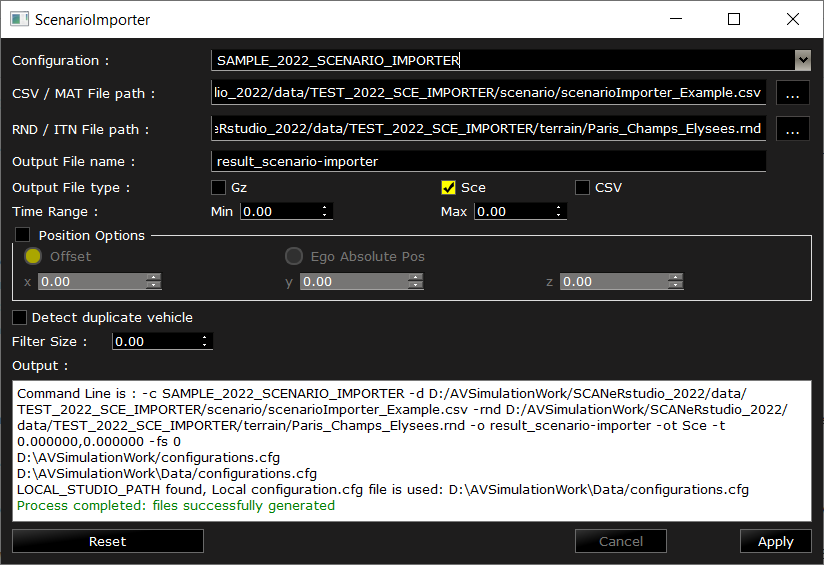 ScenarioImporter
Configuration : SAMPLE_2022_SCENARIO_IMPORTER
CSV / MAT File path : dio_2022/data/TEST_2022_SCE_IMPORTER/scenario/scenarioImporter_Example.csv ...
RND / ITN File path : eRstudio_2022/data/TEST_2022_SCE_IMPORTER/terrain/Paris_Champs_Elysees.rnd ...
Output File name : result_scenario-importer
Output File type : Gz Sce CSV
Time Range : Min 0.00 Max 0.00
Position Options
Offset Ego Absolute Pos
x 0.00 y 0.00 z 0.00
Detect duplicate vehicle
Filter Size : 0.00
Output :
Command Line is : -c SAMPLE_2022_SCENARIO_IMPORTER -d D:/AVSimulationWork/SCANeRstudio_2022/data/
TEST_2022_SCE_IMPORTER/scenario/scenarioImporter_Example.csv -rnd D:/AVSimulationWork/SCANeRstudio_2022/
data/TEST_2022_SCE_IMPORTER/terrain/Paris_Champs_Elysees.rnd -o result_scenario-importer -ot Sce -t
0.000000,0.000000 -fs 0
D:\AVSimulationWork/configurations.cfg
D:\AVSimulationWork\Data/configurations.cfg
LOCAL_STUDIO_PATH found, Local configuration.cfg file is used: D:\AVSimulationWork\Data/configurations.cfg
Process completed: files successfully generated
Reset Cancel Apply